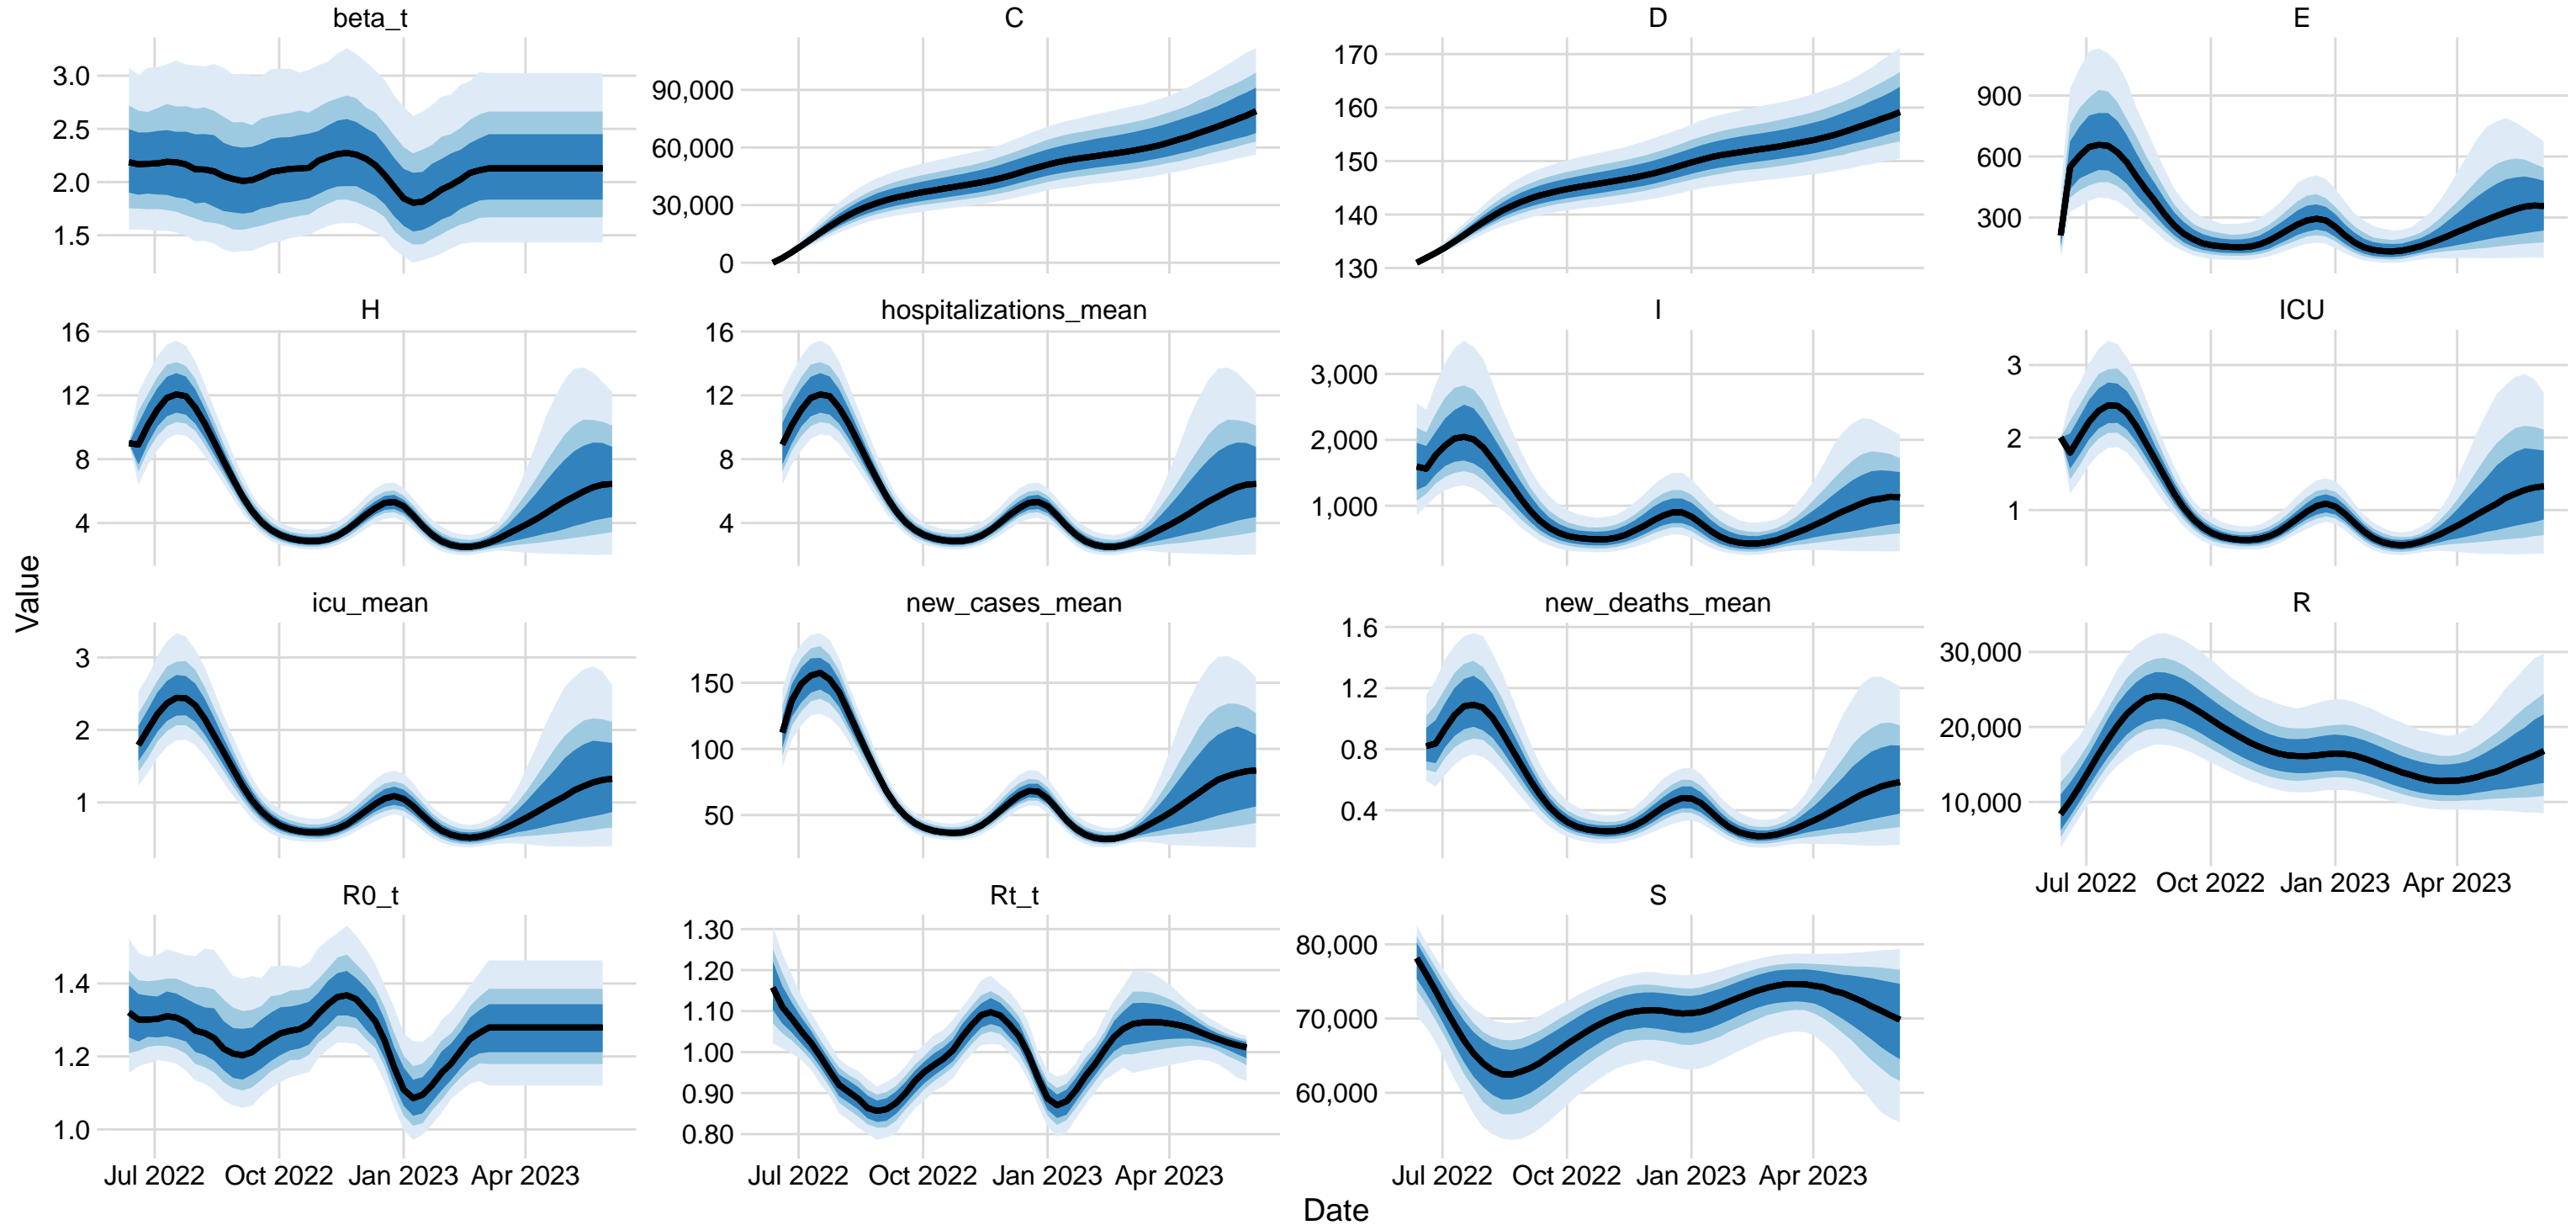 beta_t
C
D
E
3.0
2.5
2.0
1.5
90,000
60,000
30,000
0
170
160
150
140
130
900
600
300
H
hospitalizations_mean
I
ICU
16
12
8
4
16
12
8
4
3,000
2,000
1,000
3
2
1
Value
icu_mean
new_cases_mean
new_deaths_mean
R
3
2
1
150
100
50
1.6
1.2
0.8
0.4
30,000
20,000
10,000
Jul 2022 Oct 2022 Jan 2023 Apr 2023
R0_t
Rt_t
S
1.4
1.2
1.0
1.30
1.20
1.10
1.00
0.90
0.80
80,000
70,000
60,000
Jul 2022 Oct 2022 Jan 2023 Apr 2023
Jul 2022 Oct 2022 Jan 2023 Apr 2023
Jul 2022 Oct 2022 Jan 2023 Apr 2023
Date